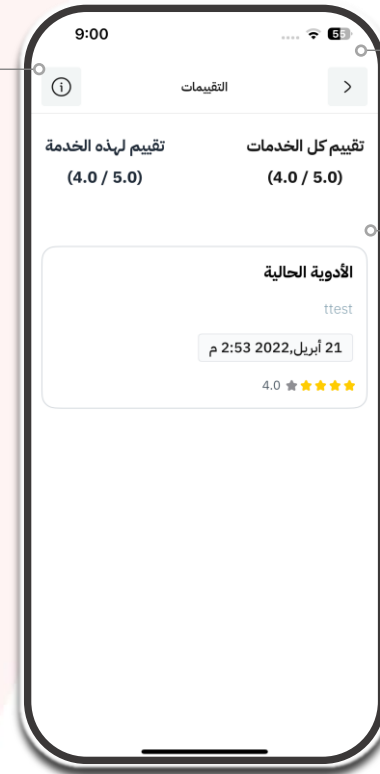 9:00
55
التقييمات
تقييم كل الخدمات
(4.0 / 5.0)
تقييم لهذه الخدمة
(4.0 / 5.0)
الأدوية الحالية
ttest
21 أبريل,2022 2:53 م
4.0